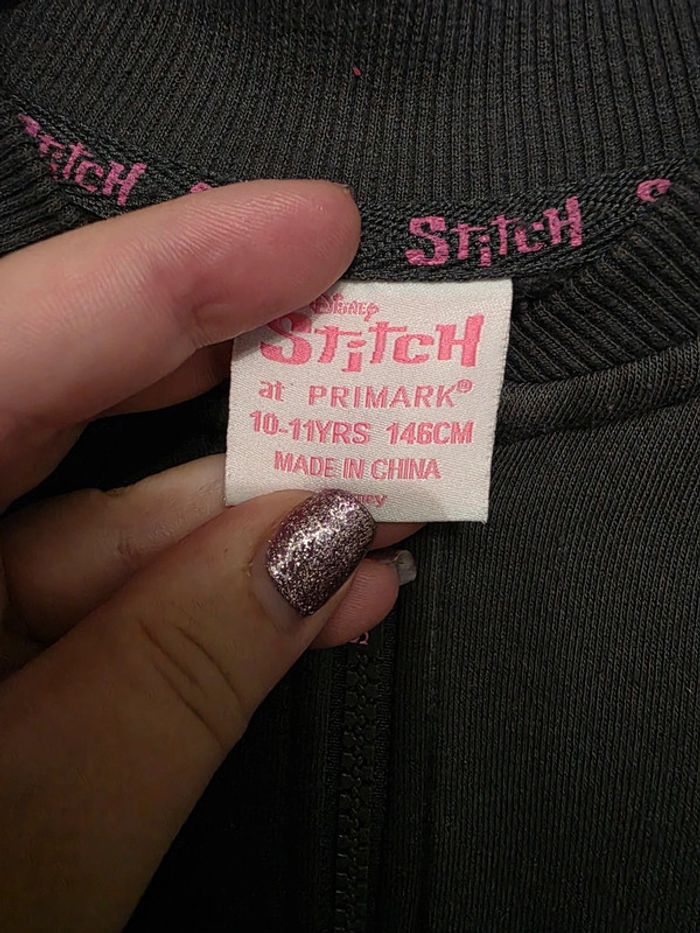 StitcH
StitcH
Disney
StitcH
at PRIMARK®
10-11YRS 146CM
MADE IN CHINA